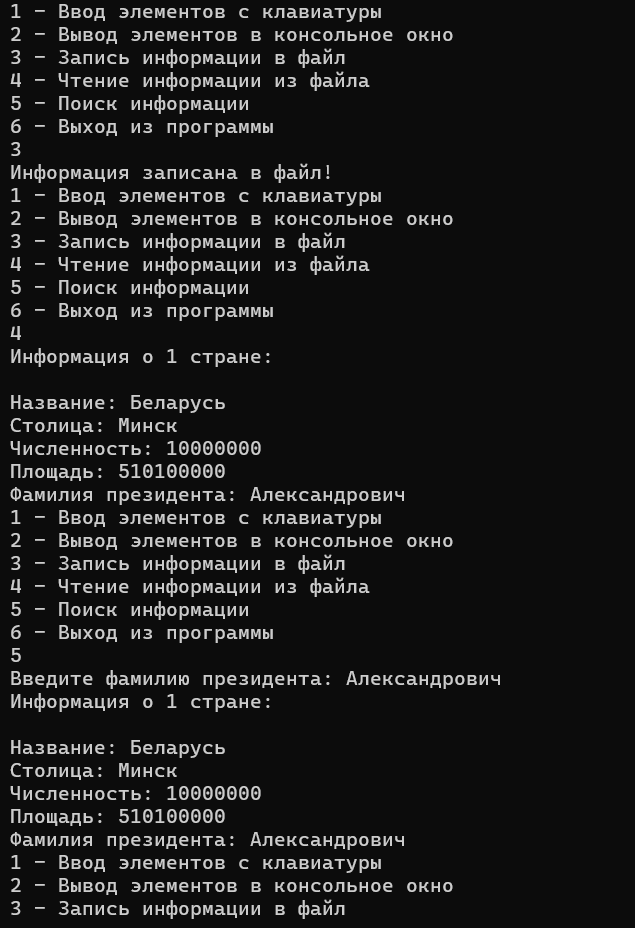 1 – Ввод элементов с клавиатуры
2 – Вывод элементов в консольное окно
3 – Запись информации в файл
4 – Чтение информации из файла
5 – Поиск информации
6 – Выход из программы
3
Информация записана в файл!
1 – Ввод элементов с клавиатуры
2 – Вывод элементов в консольное окно
3 – Запись информации в файл
4 – Чтение информации из файла
5 – Поиск информации
6 – Выход из программы
4
Информация о 1 стране:
Название: Беларусь
Столица: Минск
Численность: 10000000
Площадь: 510100000
Фамилия президента: Александрович
1 – Ввод элементов с клавиатуры
2 – Вывод элементов в консольное окно
3 – Запись информации в файл
4 – Чтение информации из файла
5 – Поиск информации
6 – Выход из программы
5
Введите фамилию президента: Александрович
Информация о 1 стране:
Название: Беларусь
Столица: Минск
Численность: 10000000
Площадь: 510100000
Фамилия президента: Александрович
1 – Ввод элементов с клавиатуры
2 – Вывод элементов в консольное окно
3 – Запись информации в файл